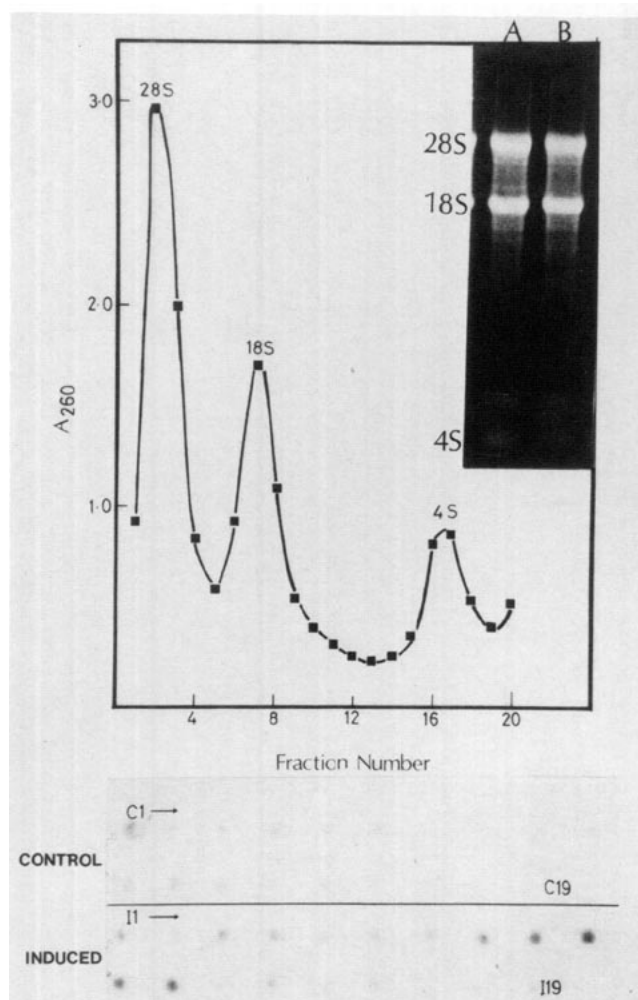 A B
3·0
28S
28S
18S
2·0
18S
A260
4S
1·0
4S
4 8 12 16 20
Fraction Number
C1 →
CONTROL
C19
I1 →
INDUCED
I19